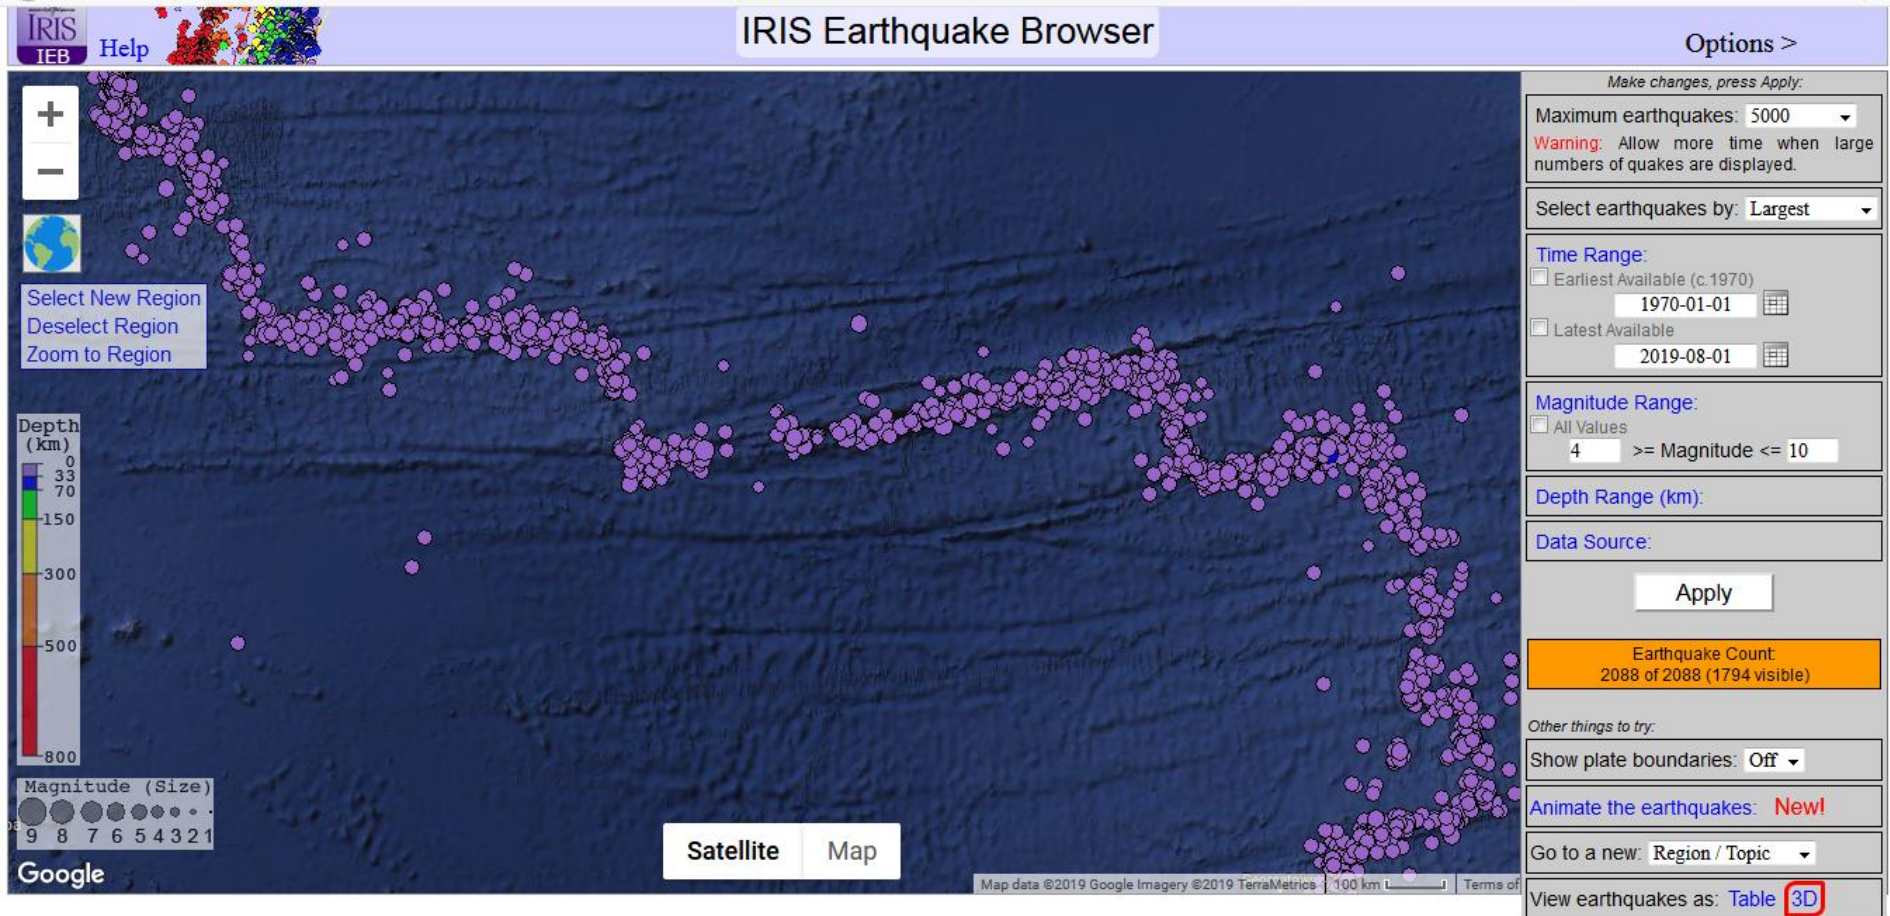 IRIS
IEB
Help
IRIS Earthquake Browser
Options >
+
−
Select New Region
Deselect Region
Zoom to Region
Depth
(km)
0
33
70
150
300
500
800
Magnitude (Size)
9 8 7 6 5 4 3 2 1
Google
Satellite
Map
Map data ©2019 Google Imagery ©2019 TerraMetrics
100 km
Terms of
Make changes, press Apply:
Maximum earthquakes: 5000
Warning: Allow more time when large
numbers of quakes are displayed.
Select earthquakes by: Largest
Time Range:
Earliest Available (c.1970)
1970-01-01
Latest Available
2019-08-01
Magnitude Range:
All Values
4 >= Magnitude <= 10
Depth Range (km):
Data Source:
Apply
Earthquake Count:
2088 of 2088 (1794 visible)
Other things to try:
Show plate boundaries: Off
Animate the earthquakes: New!
Go to a new: Region / Topic
View earthquakes as: Table 3D